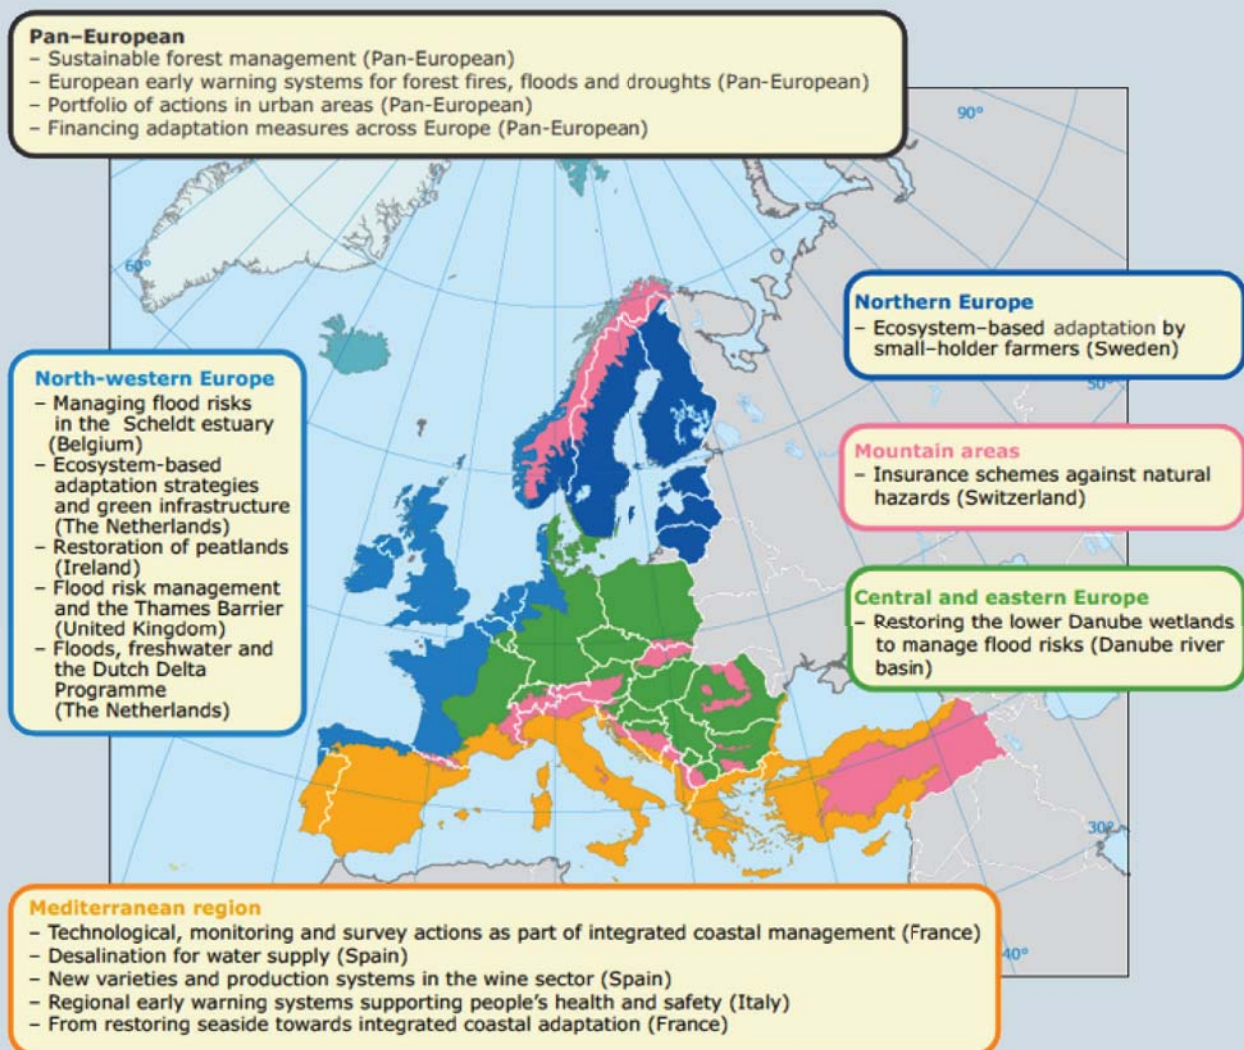 Pan–European
– Sustainable forest management (Pan-European)
– European early warning systems for forest fires, floods and droughts (Pan-European)
– Portfolio of actions in urban areas (Pan-European)
– Financing adaptation measures across Europe (Pan-European)
90°
60°
Northern Europe
– Ecosystem–based adaptation by
small–holder farmers (Sweden)
50°
North-western Europe
– Managing flood risks
in the Scheldt estuary
(Belgium)
– Ecosystem-based
adaptation strategies
and green infrastructure
(The Netherlands)
– Restoration of peatlands
(Ireland)
– Flood risk management
and the Thames Barrier
(United Kingdom)
– Floods, freshwater and
the Dutch Delta
Programme
(The Netherlands)
Mountain areas
– Insurance schemes against natural
hazards (Switzerland)
Central and eastern Europe
– Restoring the lower Danube wetlands
to manage flood risks (Danube river
basin)
30°
Mediterranean region
– Technological, monitoring and survey actions as part of integrated coastal management (France)
– Desalination for water supply (Spain)
– New varieties and production systems in the wine sector (Spain)
– Regional early warning systems supporting people's health and safety (Italy)
– From restoring seaside towards integrated coastal adaptation (France)
40°